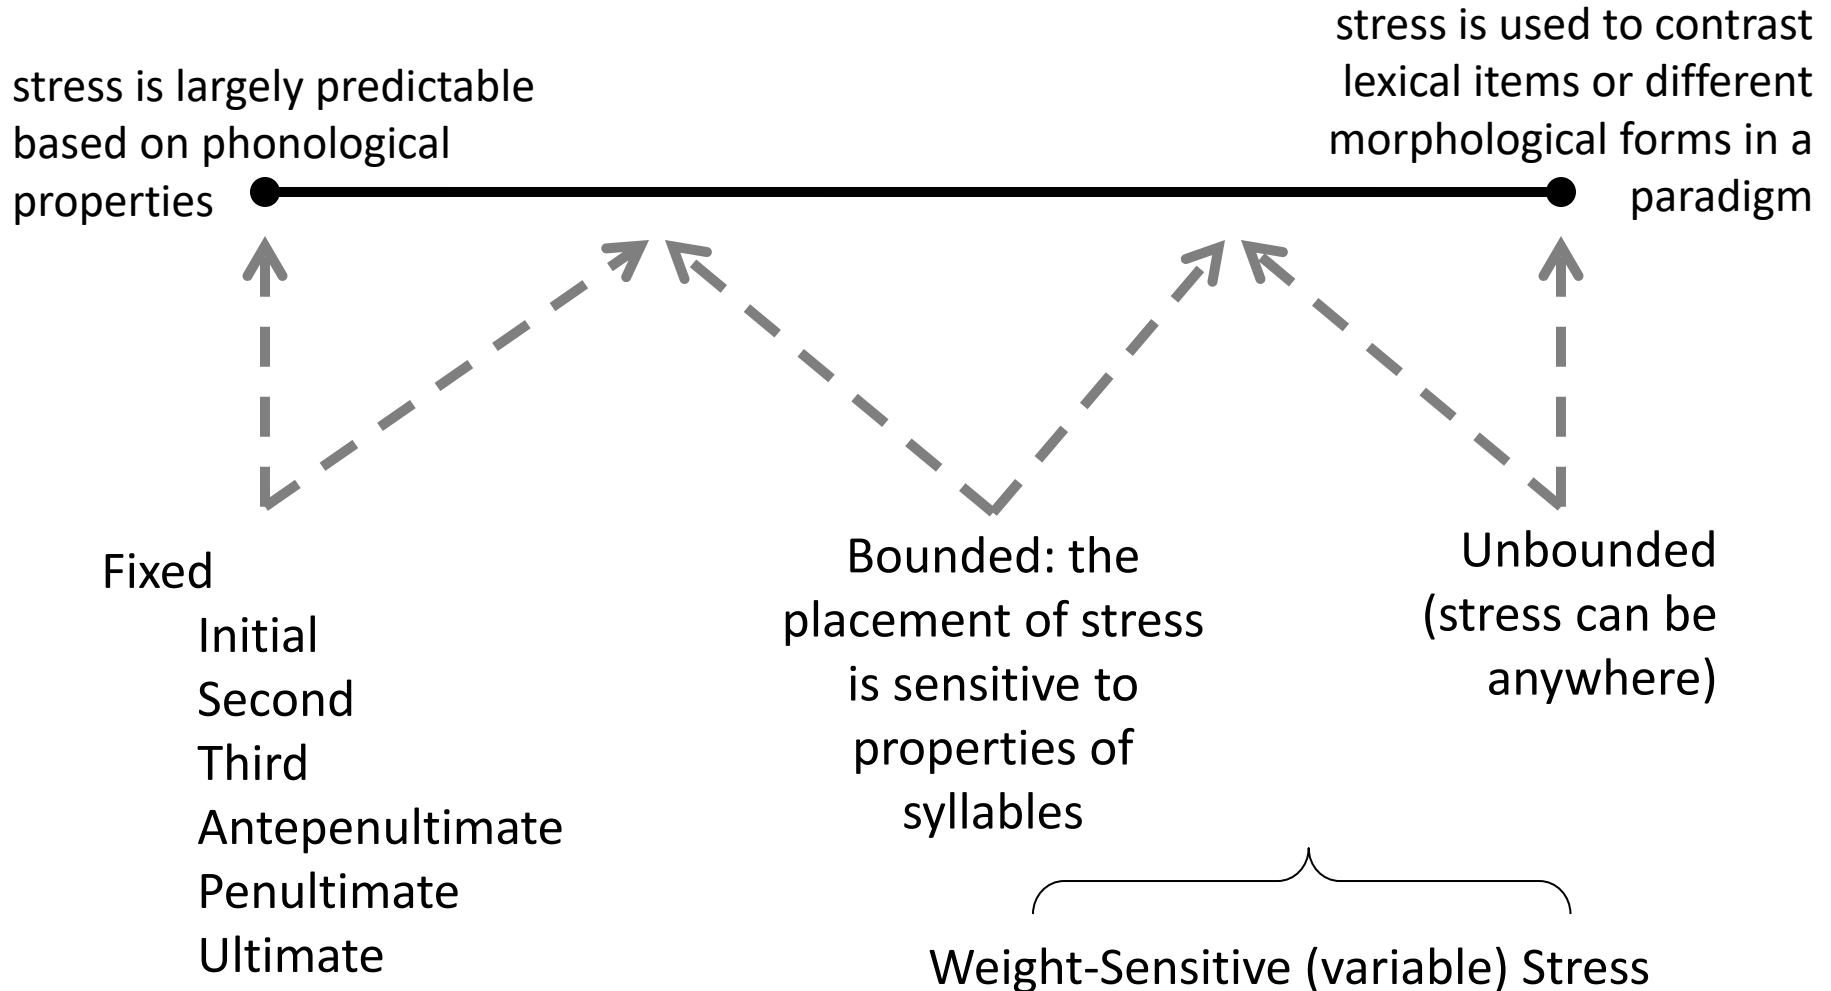 stress is largely predictable
based on phonological
properties
stress is used to contrast
lexical items or different
morphological forms in a
paradigm
Fixed
Initial
Second
Third
Antepenultimate
Penultimate
Ultimate
Bounded: the
placement of stress
is sensitive to
properties of
syllables
Unbounded
(stress can be
anywhere)
Weight-Sensitive (variable) Stress